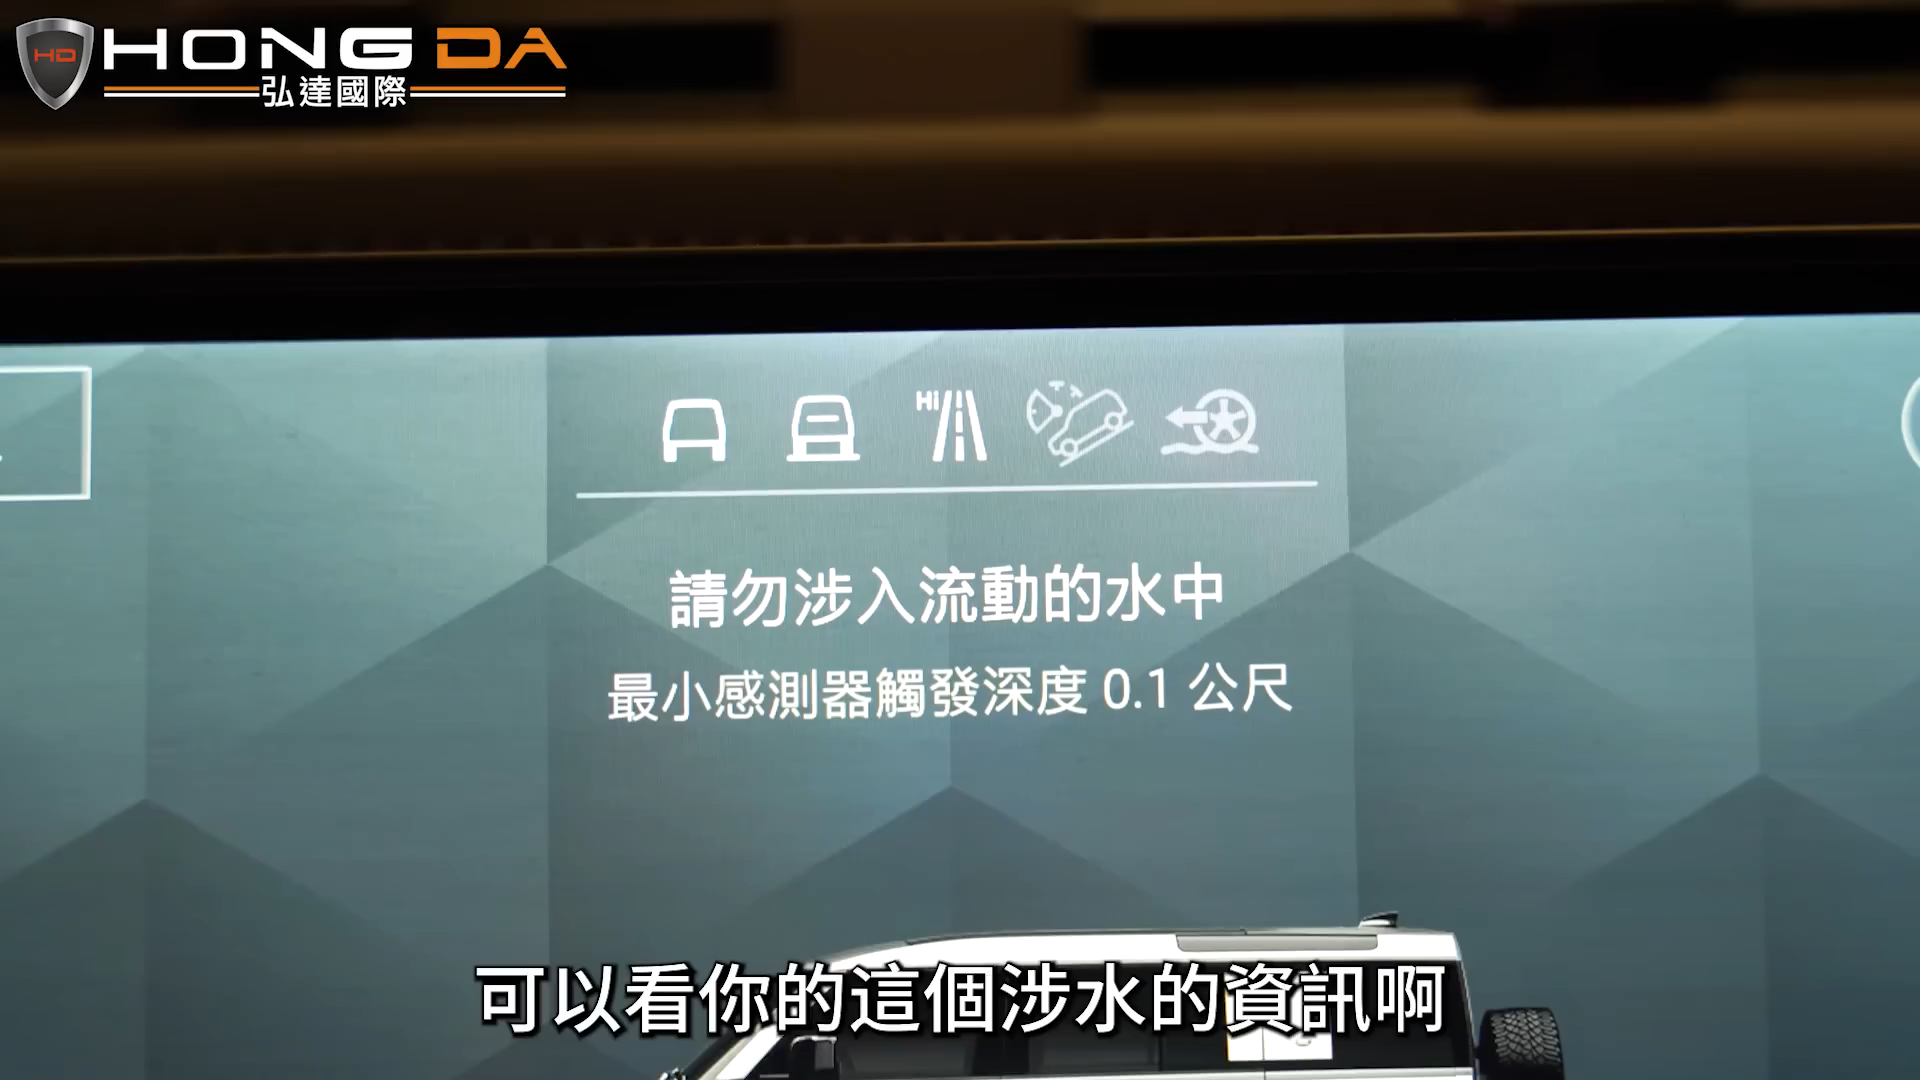 HD
HONG DA
弘達國際
Hi
請勿涉入流動的水中
最小感測器觸發深度 0.1 公尺
可以看你的這個涉水的資訊啊